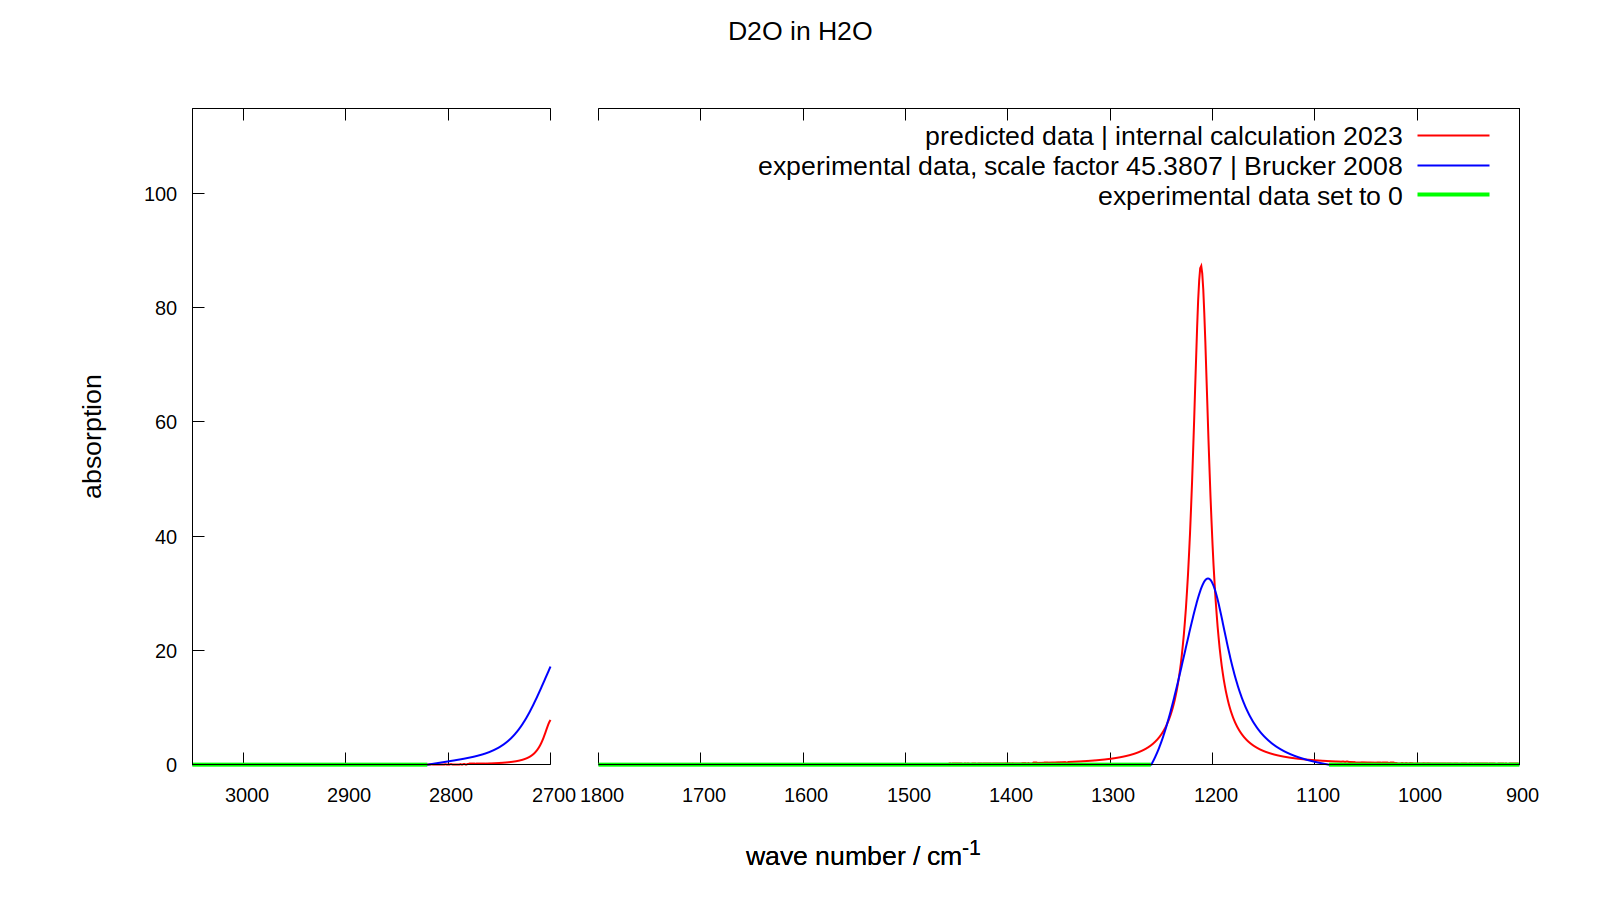 D2O in H2O
predicted data | internal calculation 2023
experimental data, scale factor 45.3807 | Brucker 2008
experimental data set to 0
100
80
60
40
20
0
absorption
3000 2900 2800 2700 1800 1700 1600 1500 1400 1300 1200 1100 1000 900
wave number / cm-1